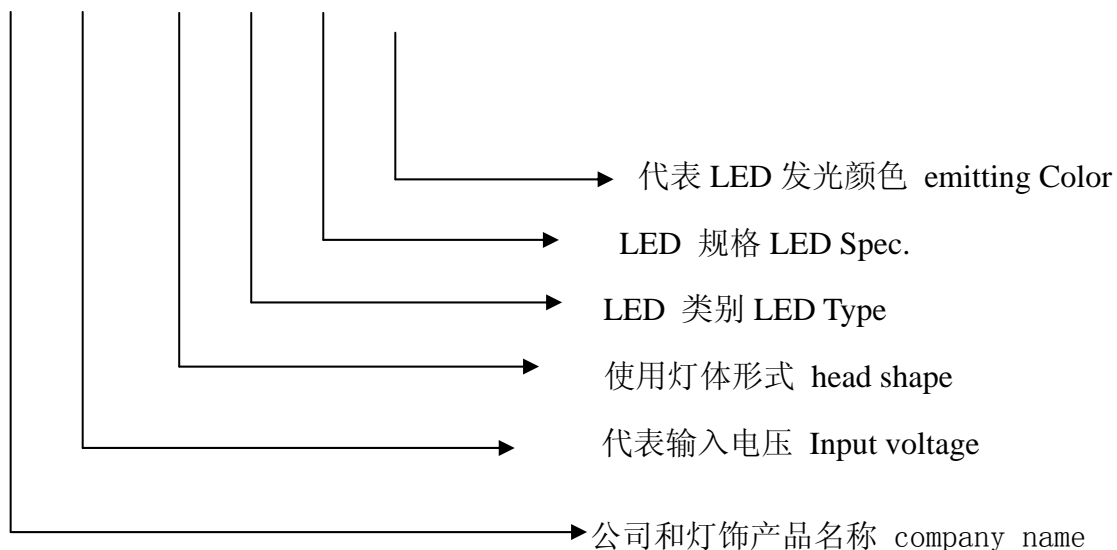 代表 LED 发光颜色 emitting Color
LED 规格 LED Spec.
LED 类别 LED Type
使用灯体形式 head shape
代表输入电压 Input voltage
公司和灯饰产品名称 company name